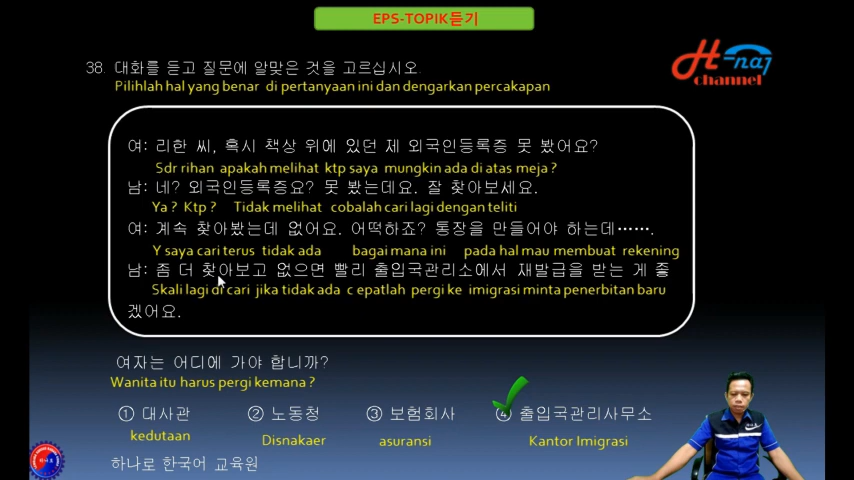 EPS-TOPIK듣기
H-naj
channel
38. 대화를 듣고 질문에 알맞은 것을 고르십시오.
Pilihlah hal yang benar di pertanyaan ini dan dengarkan percakapan
여: 리한 씨, 혹시 책상 위에 있던 제 외국인등록증 못 봤어요?
Sdr rihan apakah melihat ktp saya mungkin ada di atas meja ?
남: 네? 외국인등록증요? 못 봤는데요. 잘 찾아보세요.
Ya ? Ktp ? Tidak melihat cobalah cari lagi dengan teliti
여: 계속 찾아봤는데 없어요. 어떡하죠? 통장을 만들어야 하는데…….
Y saya cari terus tidak ada bagai mana ini pada hal mau membuat rekening
남: 좀 더 찾아보고 없으면 빨리 출입국관리소에서 재발급을 받는 게 좋
Skali lagi di cari jika tidak ada c epatlah pergi ke imigrasi minta penerbitan baru
겠어요.
여자는 어디에 가야 합니까?
Wanita itu harus pergi kemana ?
① 대사관 ② 노동청 ③ 보험회사 ④ 출입국관리사무소
kedutaan Disnakaer asuransi Kantor Imigrasi
하나로 한국어 교육원